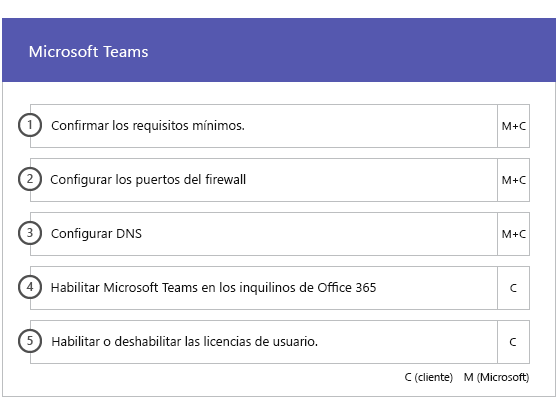 Microsoft Teams
1 Confirmar los requisitos mínimos. M+C
2 Configurar los puertos del firewall M+C
3 Configurar DNS M+C
4 Habilitar Microsoft Teams en los inquilinos de Office 365 C
5 Habilitar o deshabilitar las licencias de usuario. C
C (cliente) M (Microsoft)